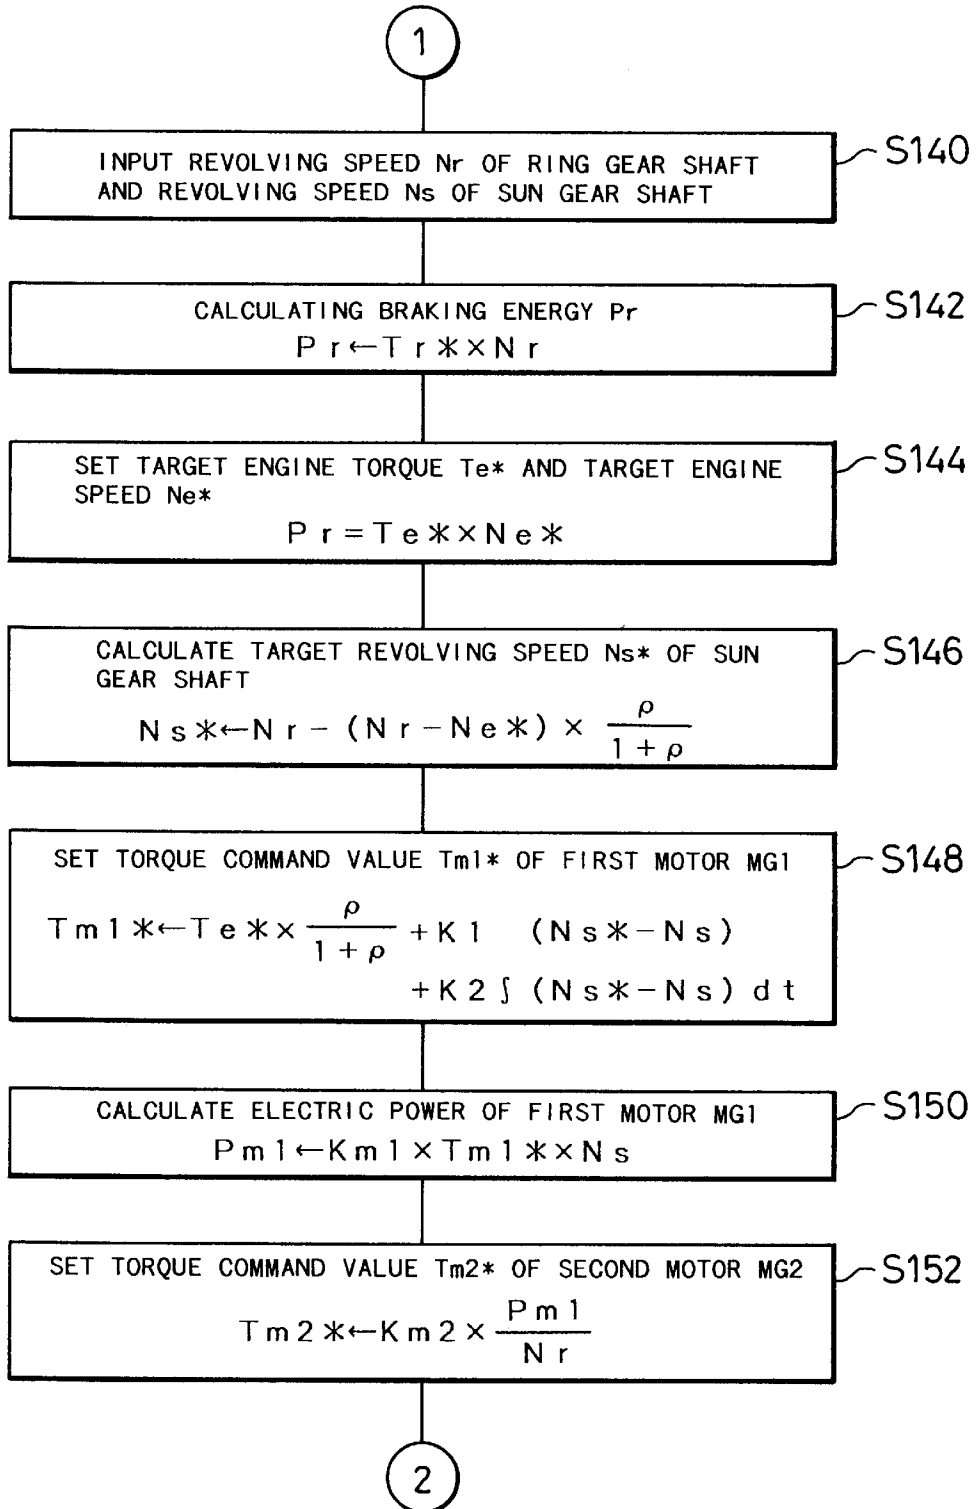 1
INPUT REVOLVING SPEED Nr OF RING GEAR SHAFT
AND REVOLVING SPEED Ns OF SUN GEAR SHAFT
S140
CALCULATING BRAKING ENERGY Pr
Pr←Tr*×Nr
S142
SET TARGET ENGINE TORQUE Te* AND TARGET ENGINE
SPEED Ne*
Pr=Te*×Ne*
S144
CALCULATE TARGET REVOLVING SPEED Ns* OF SUN
GEAR SHAFT
Ns*←Nr-(Nr-Ne*)× ρ/1+ρ
S146
SET TORQUE COMMAND VALUE Tm1* OF FIRST MOTOR MG1
Tm1*←Te*× ρ/1+ρ +K1 (Ns*-Ns)
+K2∫(Ns*-Ns)dt
S148
CALCULATE ELECTRIC POWER OF FIRST MOTOR MG1
Pm1←Km1×Tm1*×Ns
S150
SET TORQUE COMMAND VALUE Tm2* OF SECOND MOTOR MG2
Tm2*←Km2× Pm1/Nr
S152
2